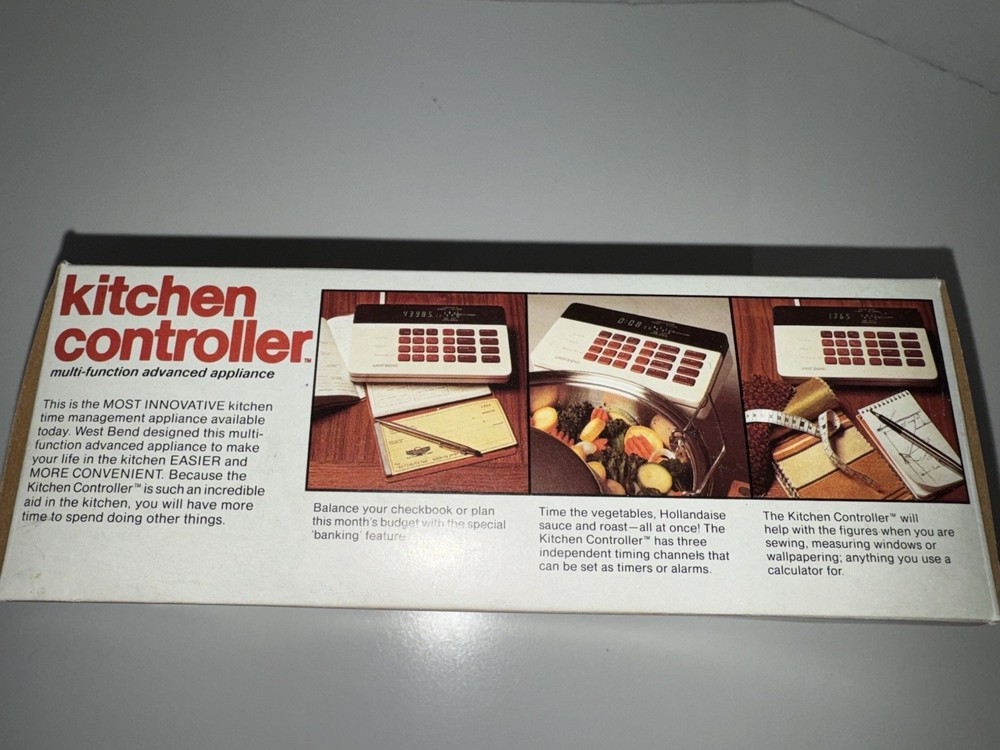 kitchen
controller™
multi-function advanced appliance
This is the MOST INNOVATIVE kitchen
time management appliance available
today. West Bend designed this multi-
function advanced appliance to make
your life in the kitchen EASIER and
MORE CONVENIENT. Because the
Kitchen Controller™ is such an incredible
aid in the kitchen, you will have more
time to spend doing other things.
Balance your checkbook or plan
this month's budget with the special
'banking' feature
Time the vegetables, Hollandaise
sauce and roast—all at once! The
Kitchen Controller™ has three
independent timing channels that
can be set as timers or alarms.
The Kitchen Controller™ will
help with the figures when you are
sewing, measuring windows or
wallpapering; anything you use a
calculator for.